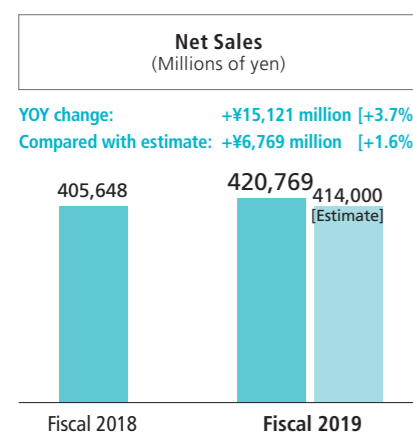 Net Sales
(Millions of yen)
YOY change: +¥15,121 million [+3.7%
Compared with estimate: +¥6,769 million [+1.6%
405,648
420,769
414,000
[Estimate]
Fiscal 2018
Fiscal 2019